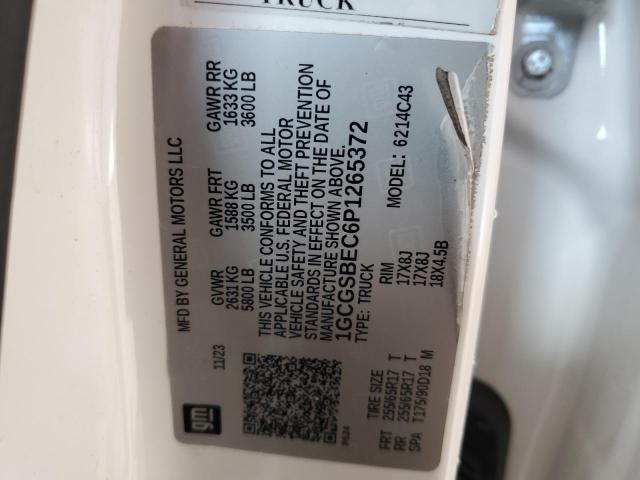 TRUCK
MFD BY GENERAL MOTORS LLC
11/23
gm
GVWR GAWR FRT GAWR RR
2631 KG 1588 KG 1633 KG
5800 LB 3500 LB 3600 LB
THIS VEHICLE CONFORMS TO ALL
APPLICABLE U.S. FEDERAL MOTOR
VEHICLE SAFETY AND THEFT PREVENTION
STANDARDS IN EFFECT ON THE DATE OF
MANUFACTURE SHOWN ABOVE.
1GCGSBEC6P1265372
TYPE: TRUCK MODEL: 6214C43
TIRE SIZE RIM
FRT 255/65R17 T 17X8J
RR 255/65R17 T 17X8J
SPA T175/90D18 M 18X4.5B